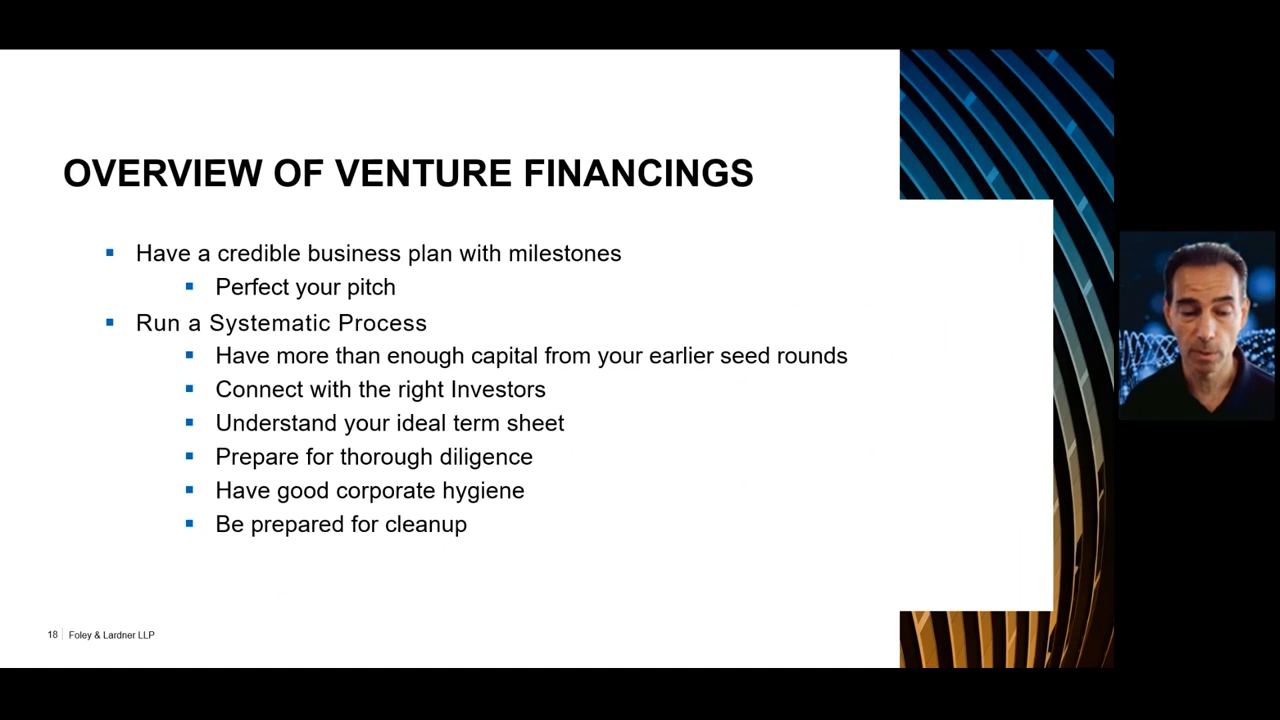 OVERVIEW OF VENTURE FINANCINGS
Have a credible business plan with milestones
Perfect your pitch
Run a Systematic Process
Have more than enough capital from your earlier seed rounds
Connect with the right Investors
Understand your ideal term sheet
Prepare for thorough diligence
Have good corporate hygiene
Be prepared for cleanup
18 Foley & Lardner LLP